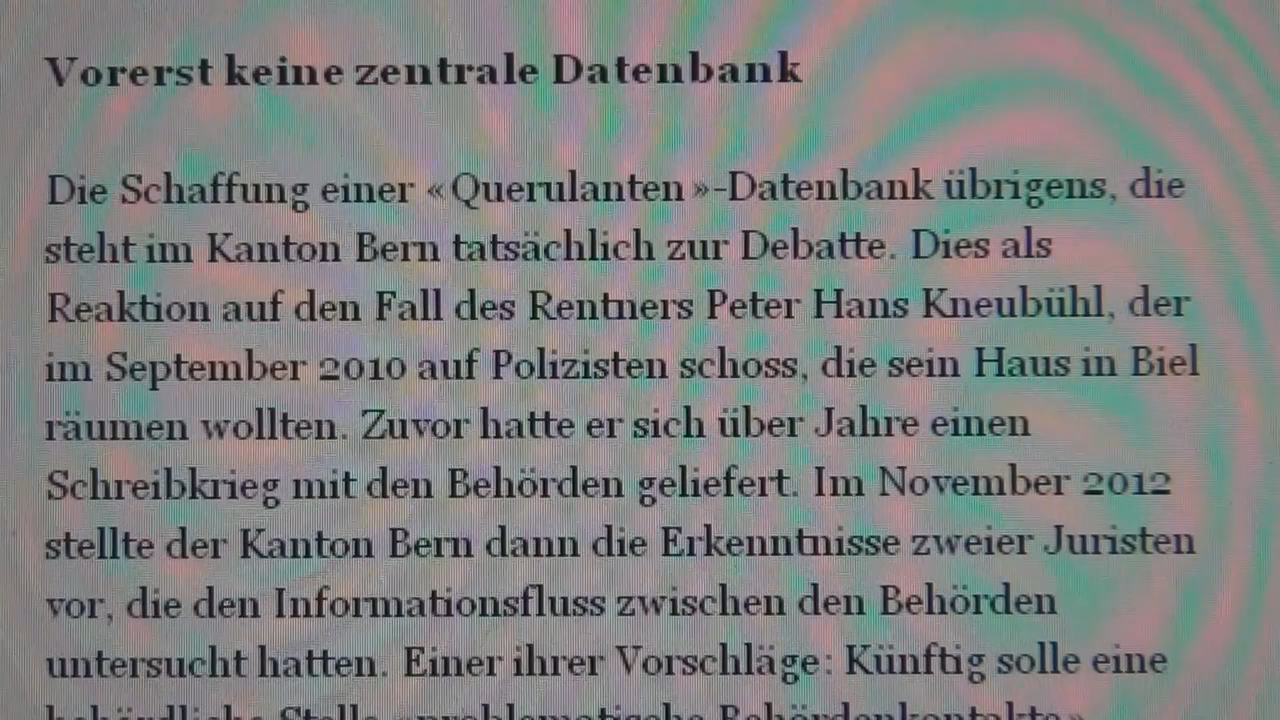 Vorerst keine zentrale Datenbank
Die Schaffung einer «Querulanten»-Datenbank übrigens, die
steht im Kanton Bern tatsächlich zur Debatte. Dies als
Reaktion auf den Fall des Rentners Peter Hans Kneubühl, der
im September 2010 auf Polizisten schoss, die sein Haus in Biel
räumen wollten. Zuvor hatte er sich über Jahre einen
Schreibkrieg mit den Behörden geliefert. Im November 2012
stellte der Kanton Bern dann die Erkenntnisse zweier Juristen
vor, die den Informationsfluss zwischen den Behörden
untersucht hatten. Einer ihrer Vorschläge: Künftig solle eine
behördliche Stelle «problematische Behördenkontakte»